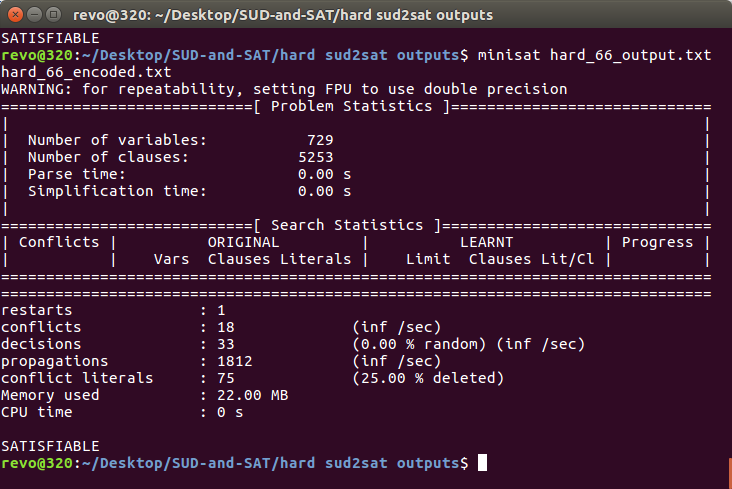 revo@320: ~/Desktop/SUD-and-SAT/hard sud2sat outputs
SATISFIABLE
revo@320:~/Desktop/SUD-and-SAT/hard sud2sat outputs$ minisat hard_66_output.txt
hard_66_encoded.txt
WARNING: for repeatability, setting FPU to use double precision
============================[ Problem Statistics ]=============================
|                                                                             |
|  Number of variables:           729                                         |
|  Number of clauses:            5253                                         |
|  Parse time:                   0.00 s                                       |
|  Simplification time:          0.00 s                                       |
|                                                                             |
============================[ Search Statistics ]==============================
| Conflicts |          ORIGINAL         |          LEARNT          | Progress |
|           |    Vars  Clauses Literals |    Limit  Clauses Lit/Cl |          |
===============================================================================
===============================================================================
restarts              : 1
conflicts             : 18             (inf /sec)
decisions             : 33             (0.00 % random) (inf /sec)
propagations          : 1812           (inf /sec)
conflict literals     : 75             (25.00 % deleted)
Memory used           : 22.00 MB
CPU time              : 0 s
SATISFIABLE
revo@320:~/Desktop/SUD-and-SAT/hard sud2sat outputs$